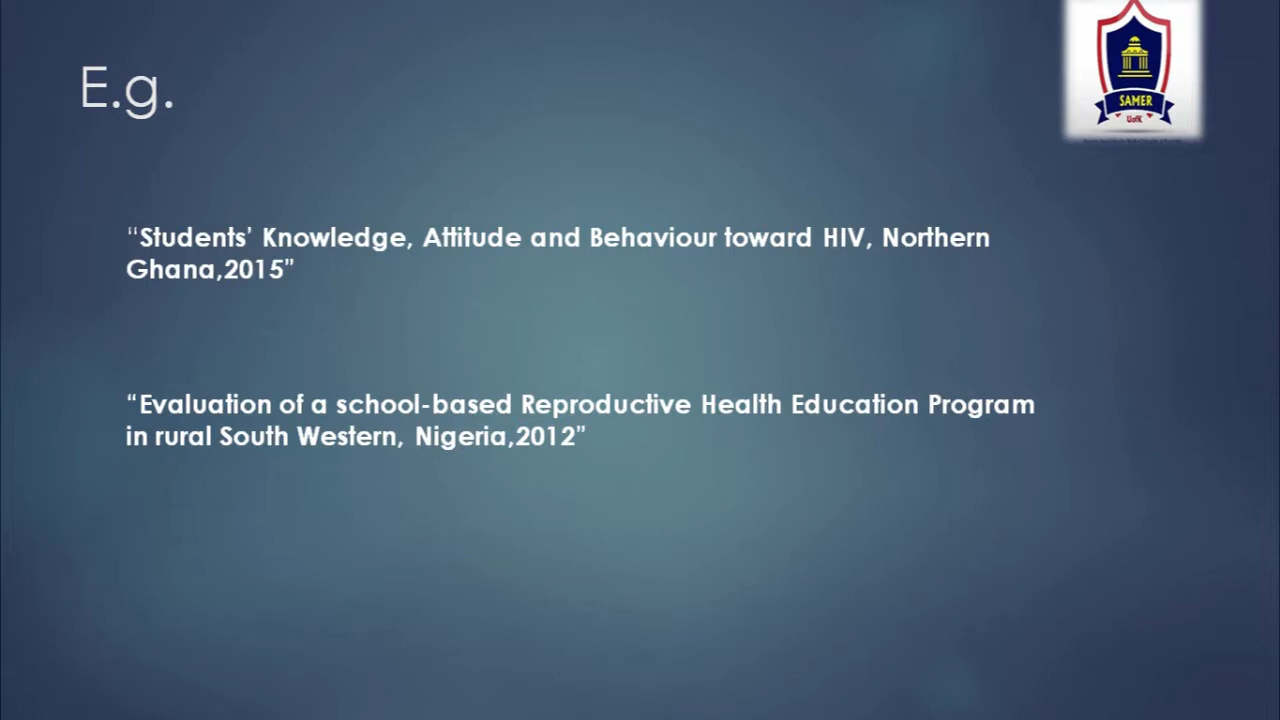 E.g.
SAMER
UofK
“Students’ Knowledge, Attitude and Behaviour toward HIV, Northern
Ghana,2015”
“Evaluation of a school-based Reproductive Health Education Program
in rural South Western, Nigeria,2012”